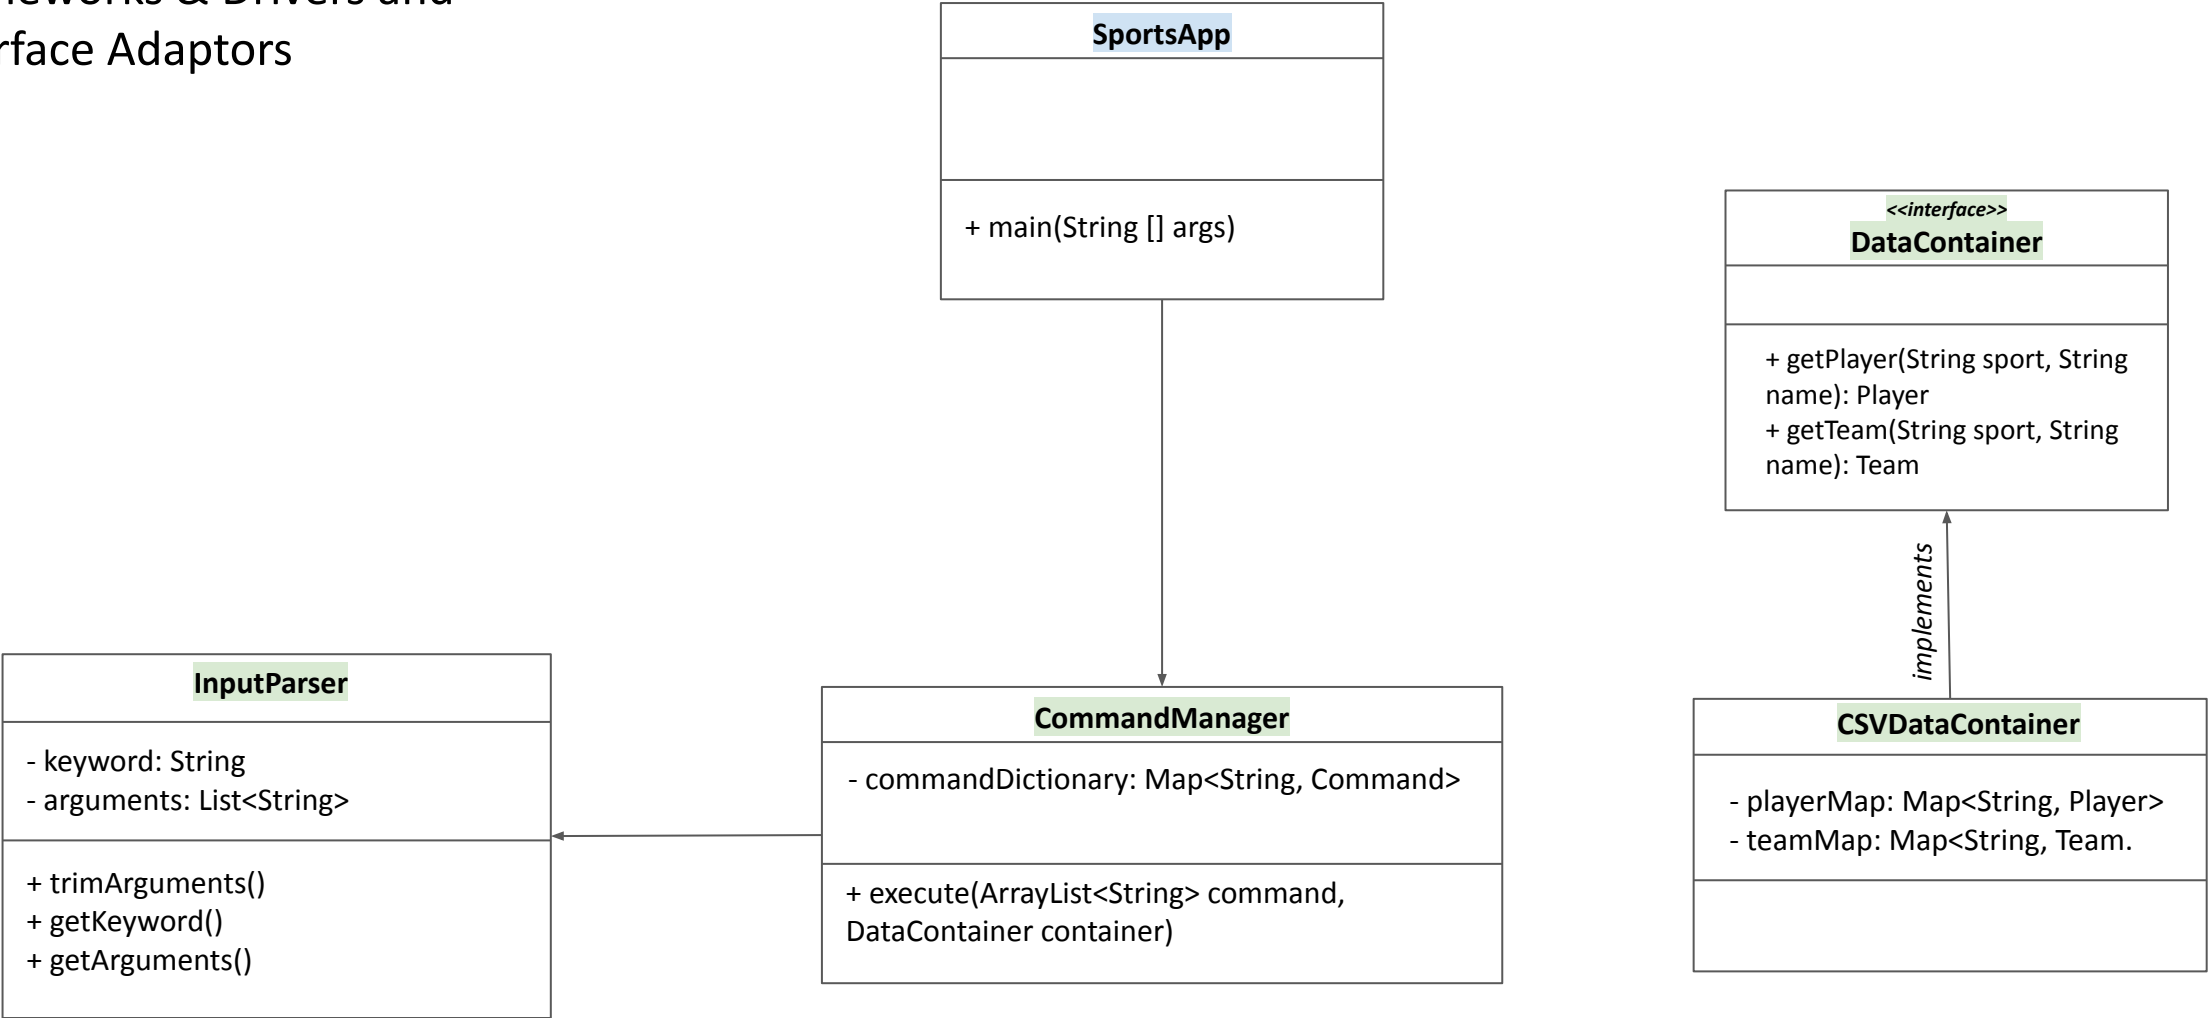 rface Adaptors
SportsApp
+ main(String [] args)
<<interface>>
DataContainer
+ getPlayer(String sport, String
name): Player
+ getTeam(String sport, String
name): Team
implements
InputParser
- keyword: String
- arguments: List<String>
+ trimArguments()
+ getKeyword()
+ getArguments()
CommandManager
- commandDictionary: Map<String, Command>
+ execute(ArrayList<String> command,
DataContainer container)
CSVDataContainer
- playerMap: Map<String, Player>
- teamMap: Map<String, Team.